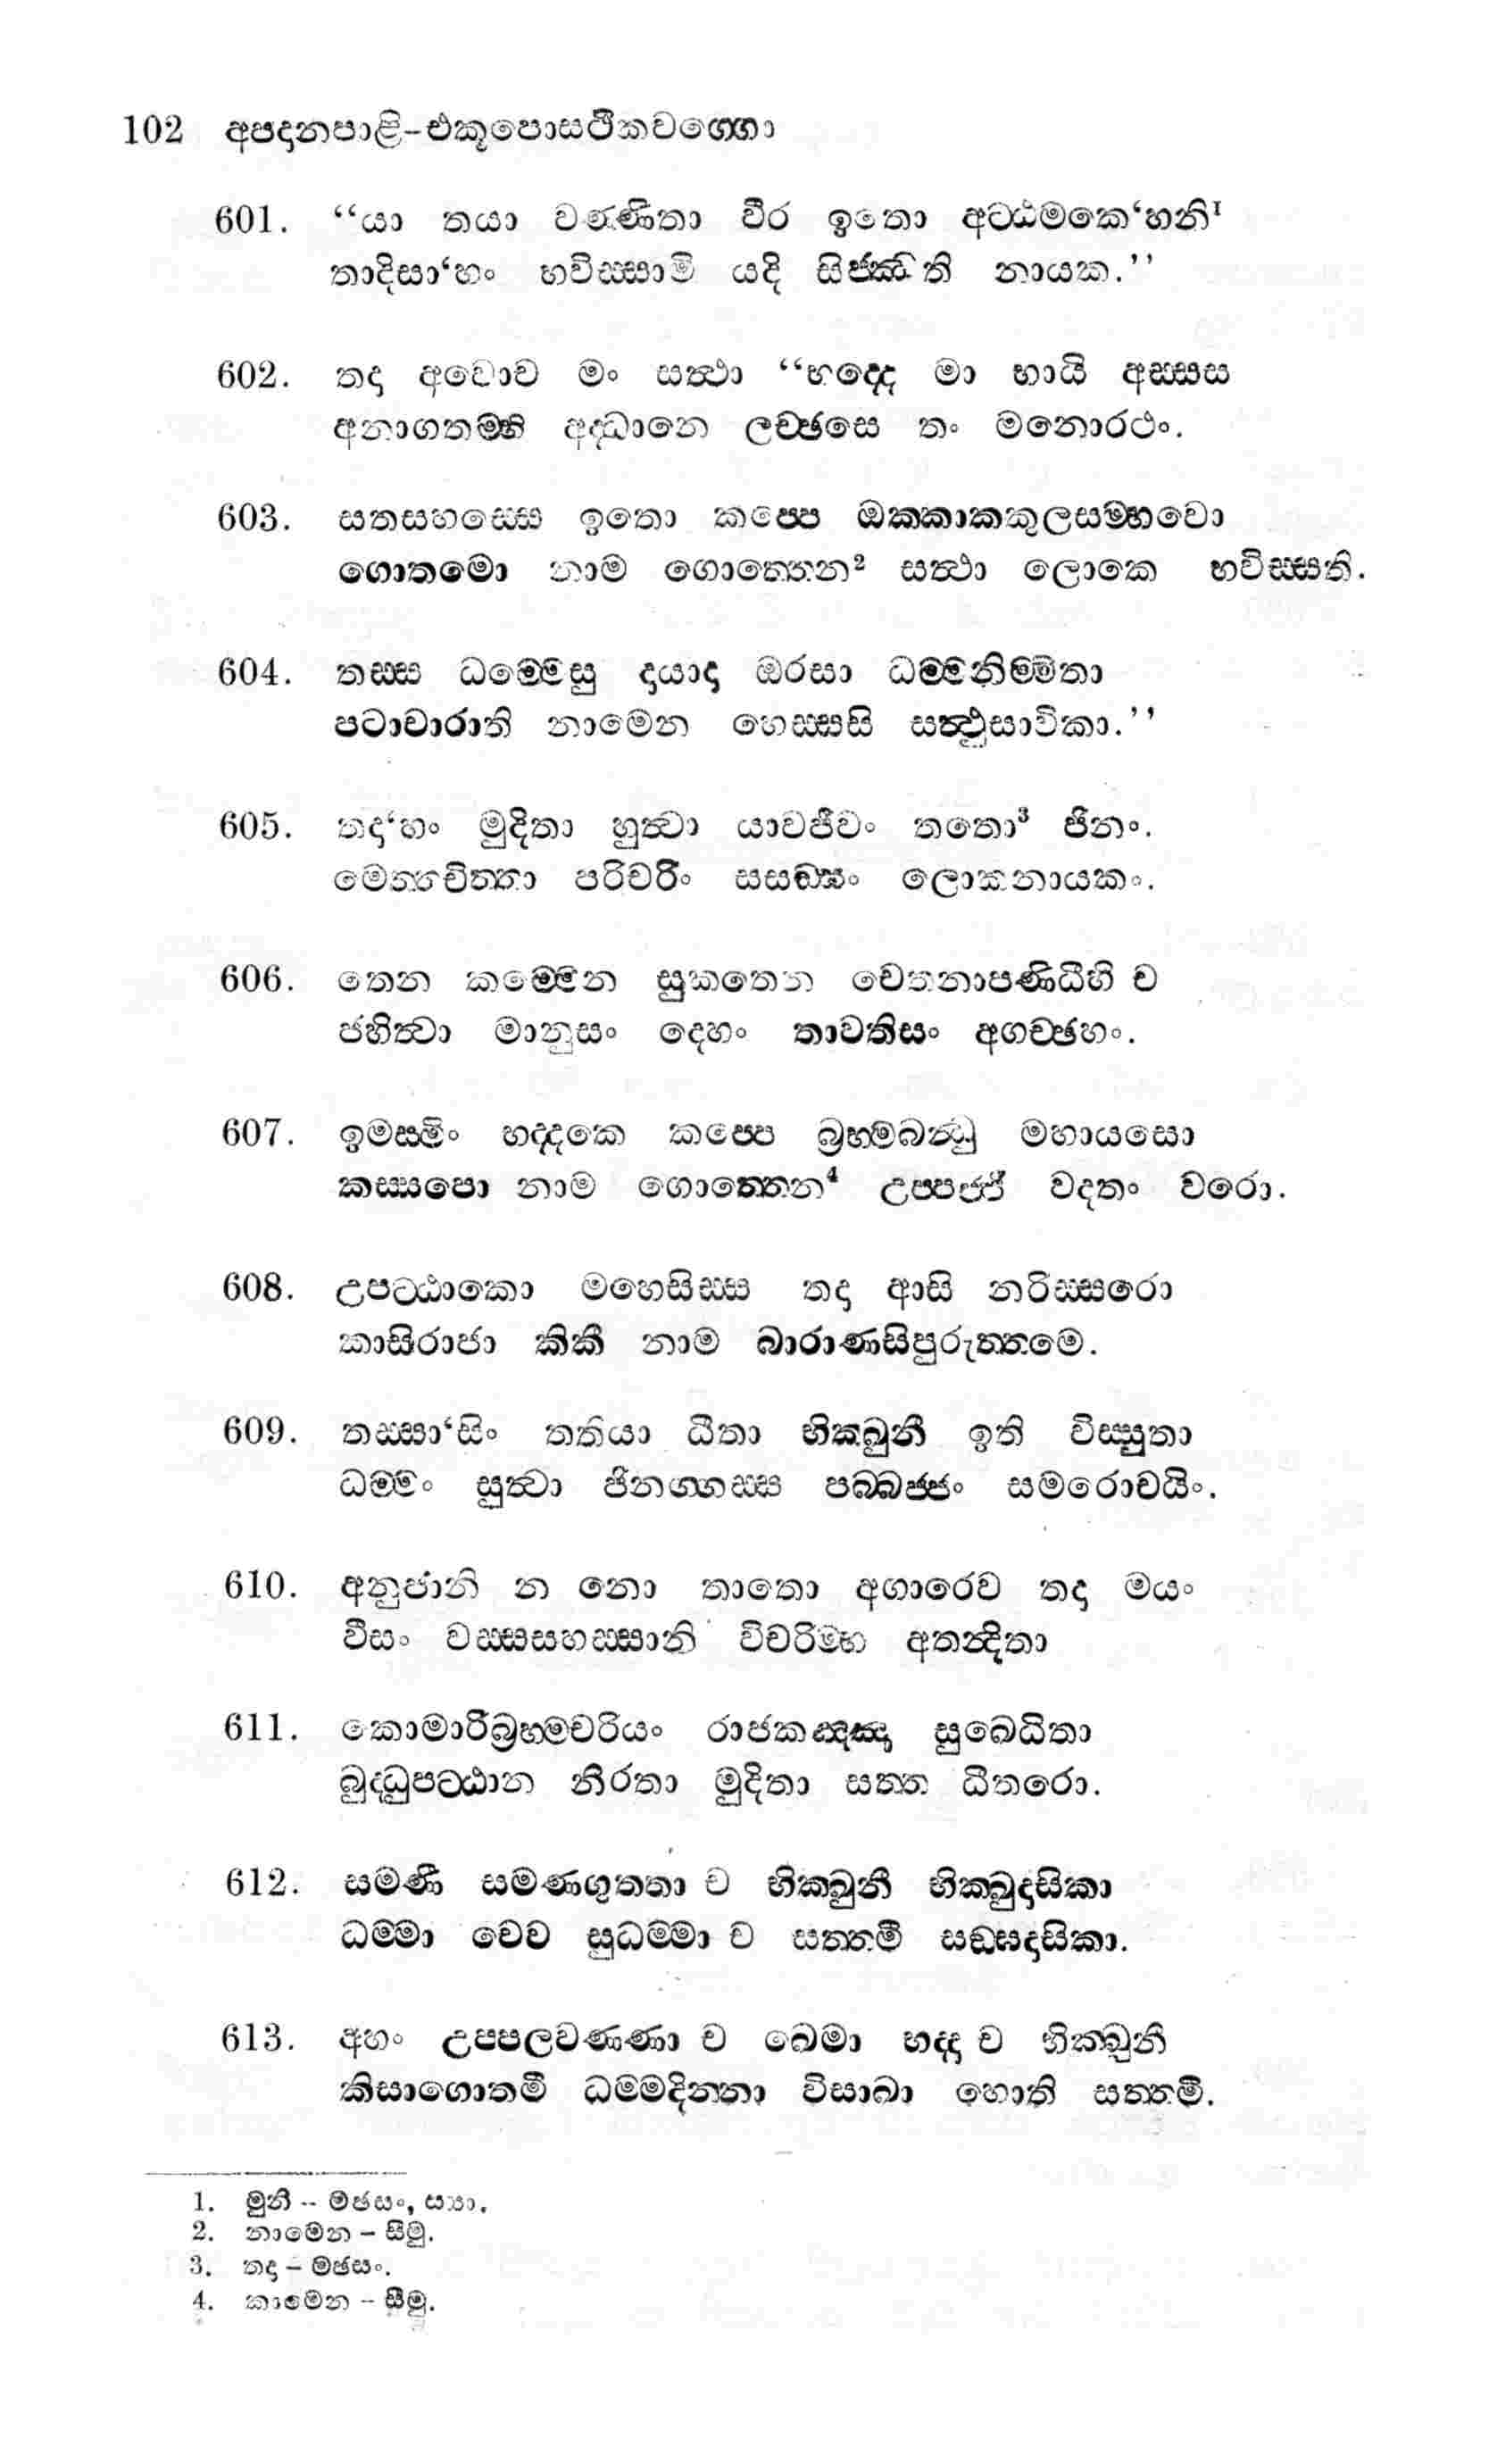 102 අපදානපාළි-එකූපොසථිකවග්ගො
601. “යා තයා වණ්ණිතා වීර ඉතො අට්ඨමකෙ‘හනි¹
තාදිසා‘හං භවිස්සාමි යදි සිජ්ඣති නායක.”
602. තදා අවොච මං සත්ථා “භද්දෙ මා භායි අස්සස
අනාගතම්හි අද්ධානෙ ලච්ඡසෙ තං මනොරථං.
603. සතසහස්සෙ ඉතො කප්පෙ ඔක්කාකකුලසම්භවො
ගොතමො නාම ගොත්තෙන² සත්ථා ලොකෙ භවිස්සති.
604. තස්ස ධම්මෙසු දායාදා ඔරසා ධම්මනිම්මිතා
පටාචාරාති නාමෙන හෙස්සසි සත්ථුසාවිකා.”
605. තදා‘හං මුදිතා හුත්වා යාවජීවං තතො³ ජිනං.
මෙත්තචිත්තා පරිචරිං සසඞ්ඝං ලොකනායකං.
606. තෙන කම්මෙන සුකතෙන චෙතනාපණිධීහි ච
ජහිත්වා මානුසං දෙහං තාවතිසං අගච්ඡහං.
607. ඉමස්මිං භද්දකෙ කප්පෙ බ්‍රහ්මබන්ධු මහායසො
කස්සපො නාම ගොත්තෙන⁴ උප්පජ්ජි වදතං වරො.
608. උපට්ඨාකො මහෙසිස්ස තදා ආසි නරිස්සරො
කාසිරාජා කිකී නාම බාරාණසිපුරුත්තමෙ.
609. තස්සා‘සිං තතියා ධීතා භික්ඛුනී ඉති විස්සුතා
ධම්මං සුත්වා ජිනග්ගස්ස පබ්බජ්ජං සමරොචයිං.
610. අනුජානි න නො තාතො අගාරෙව තදා මයං
වීසං වස්සසහස්සානි විචරිම්හ අතන්දිතා
611. කොමාරිබ්‍රහ්මචරියං රාජකඤ්ඤා සුඛෙධිතා
බුද්ධුපට්ඨාන නිරතා මුදිතා සත්ත ධීතරො.
612. සමණී සමණගුත්තා ච භික්ඛුනී භික්ඛුදාසිකා
ධම්මා චෙව සුධම්මා ච සත්තමී සඞ්ඝදාසිකා.
613. අහං උප්පලවණ්ණා ච ඛෙමා භද්දා ච භික්ඛුනී
කිසාගොතමී ධම්මදින්නා විසාඛා හොති සත්තමී.
1. මුනි - මඡසං, ස්‍යා.
2. නාමෙන - සීමු.
3. තදා - මඡසං.
4. නාමෙන - සීමු.